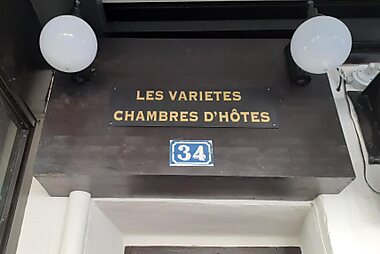 LES VARIETES
CHAMBRES D'HÔTES
34